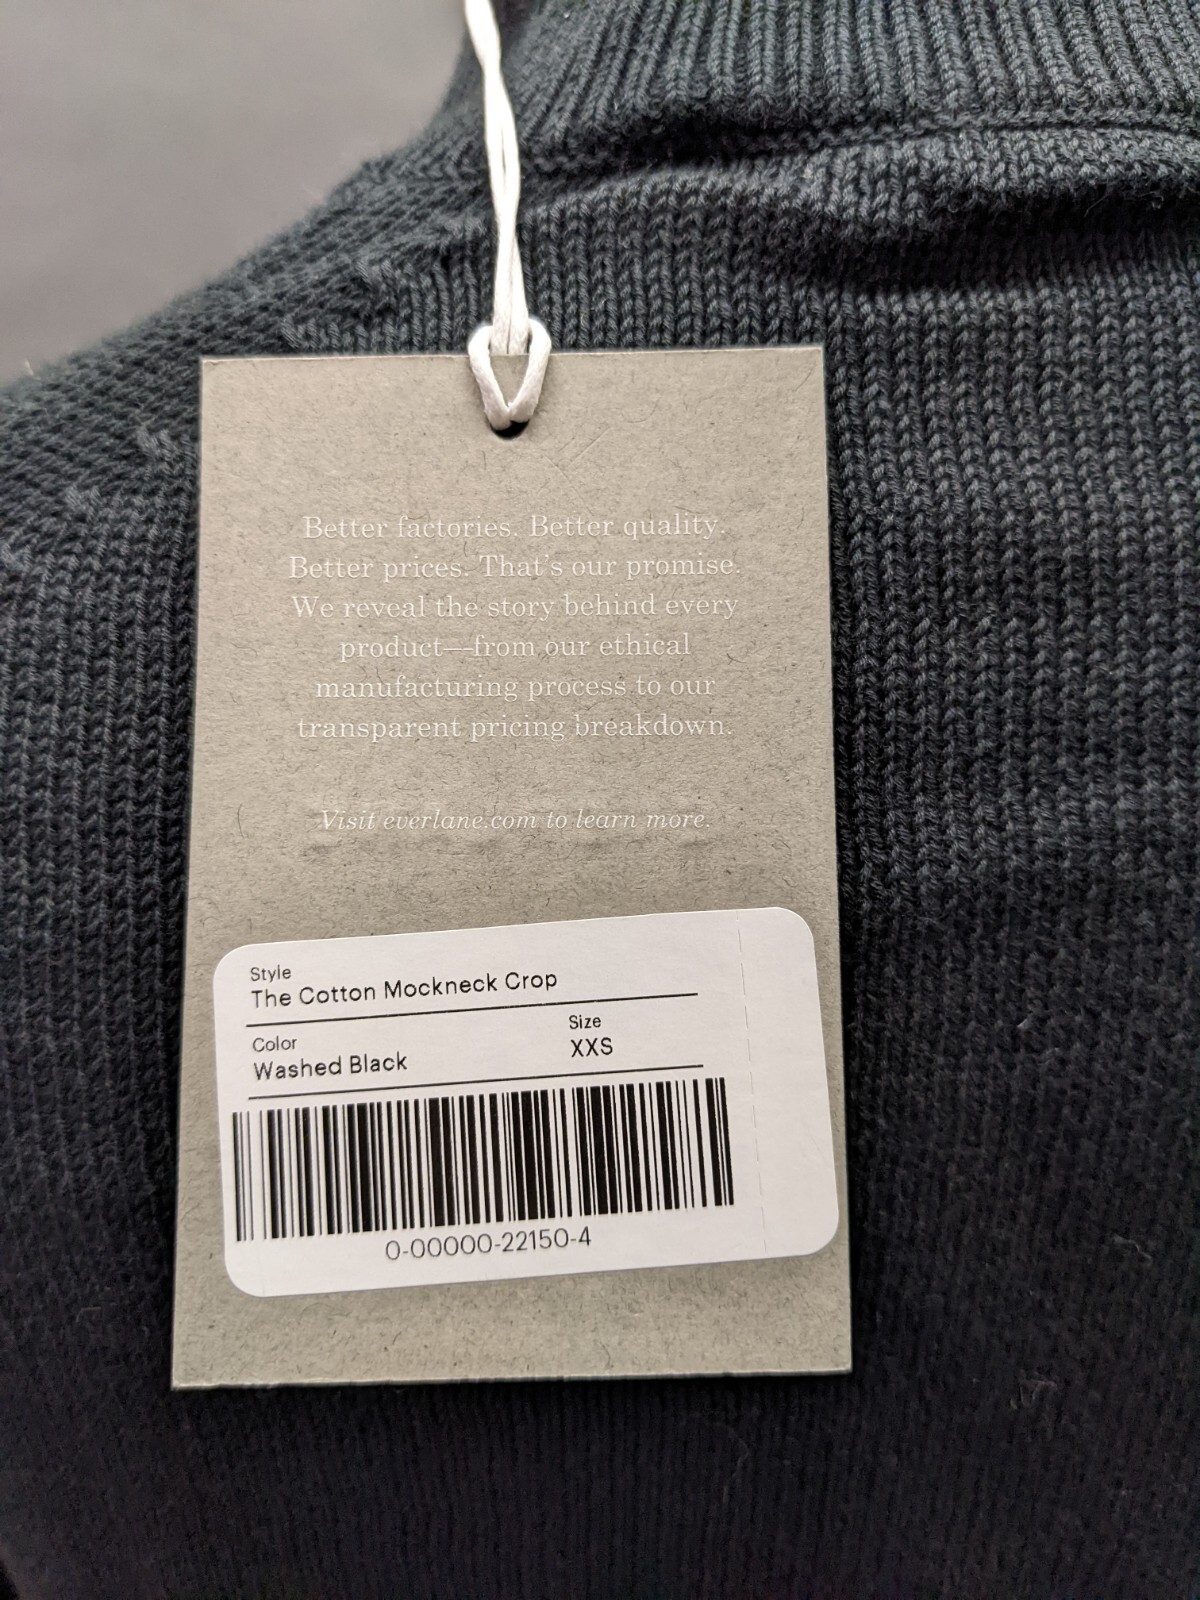 Better factories. Better quality.
Better prices. That's our promise.
We reveal the story behind every
product—from our ethical
manufacturing process to our
transparent pricing breakdown.
Visit everlane.com to learn more.
Style
The Cotton Mockneck Crop
Color
Washed Black
Size
XXS
0-00000-22150-4